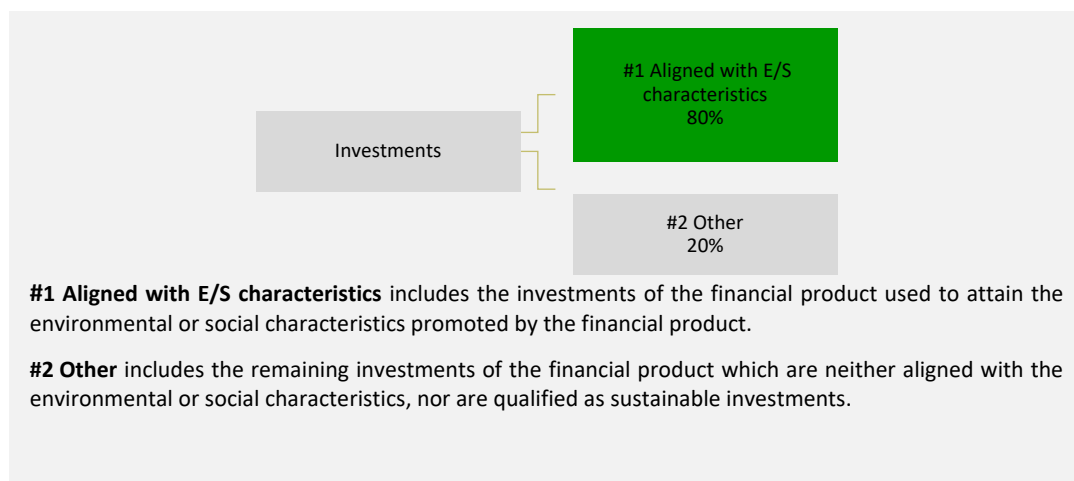 #1 Aligned with E/S
characteristics
80%
Investments
#2 Other
20%
#1 Aligned with E/S characteristics includes the investments of the financial product used to attain the
environmental or social characteristics promoted by the financial product.
#2 Other includes the remaining investments of the financial product which are neither aligned with the
environmental or social characteristics, nor are qualified as sustainable investments.